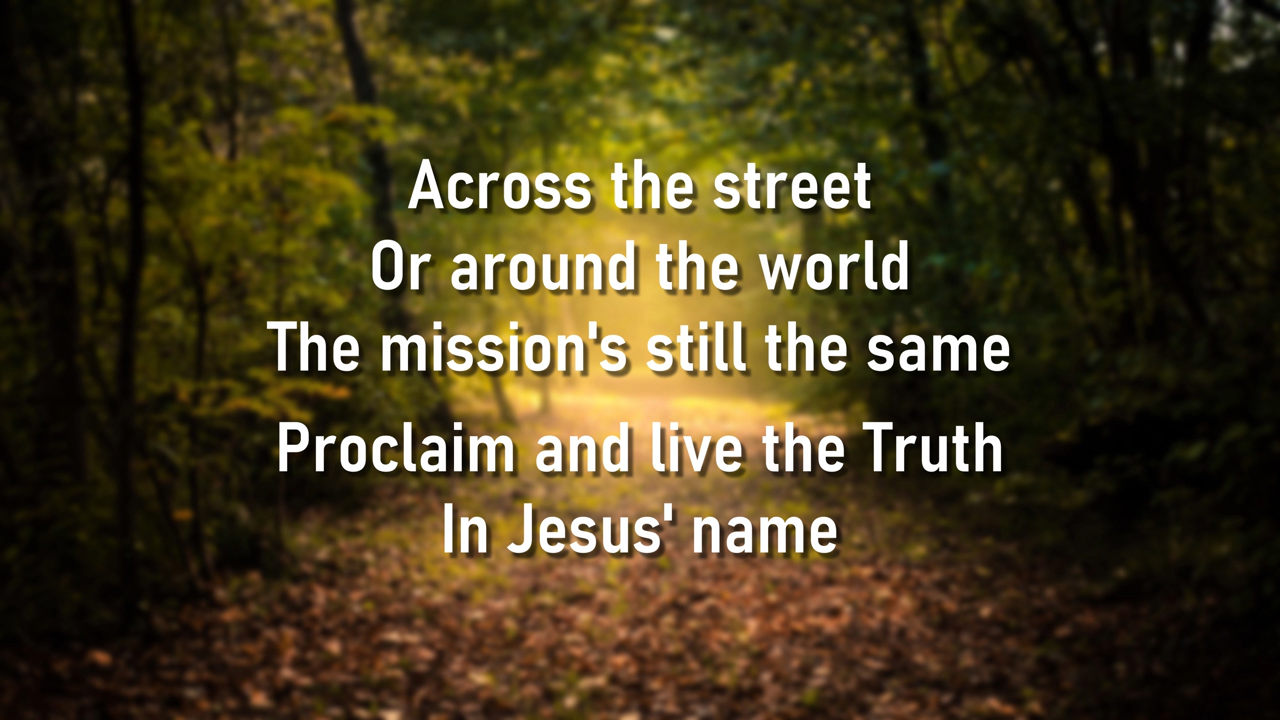 Across the street
Or around the world
The mission's still the same
Proclaim and live the Truth
In Jesus' name